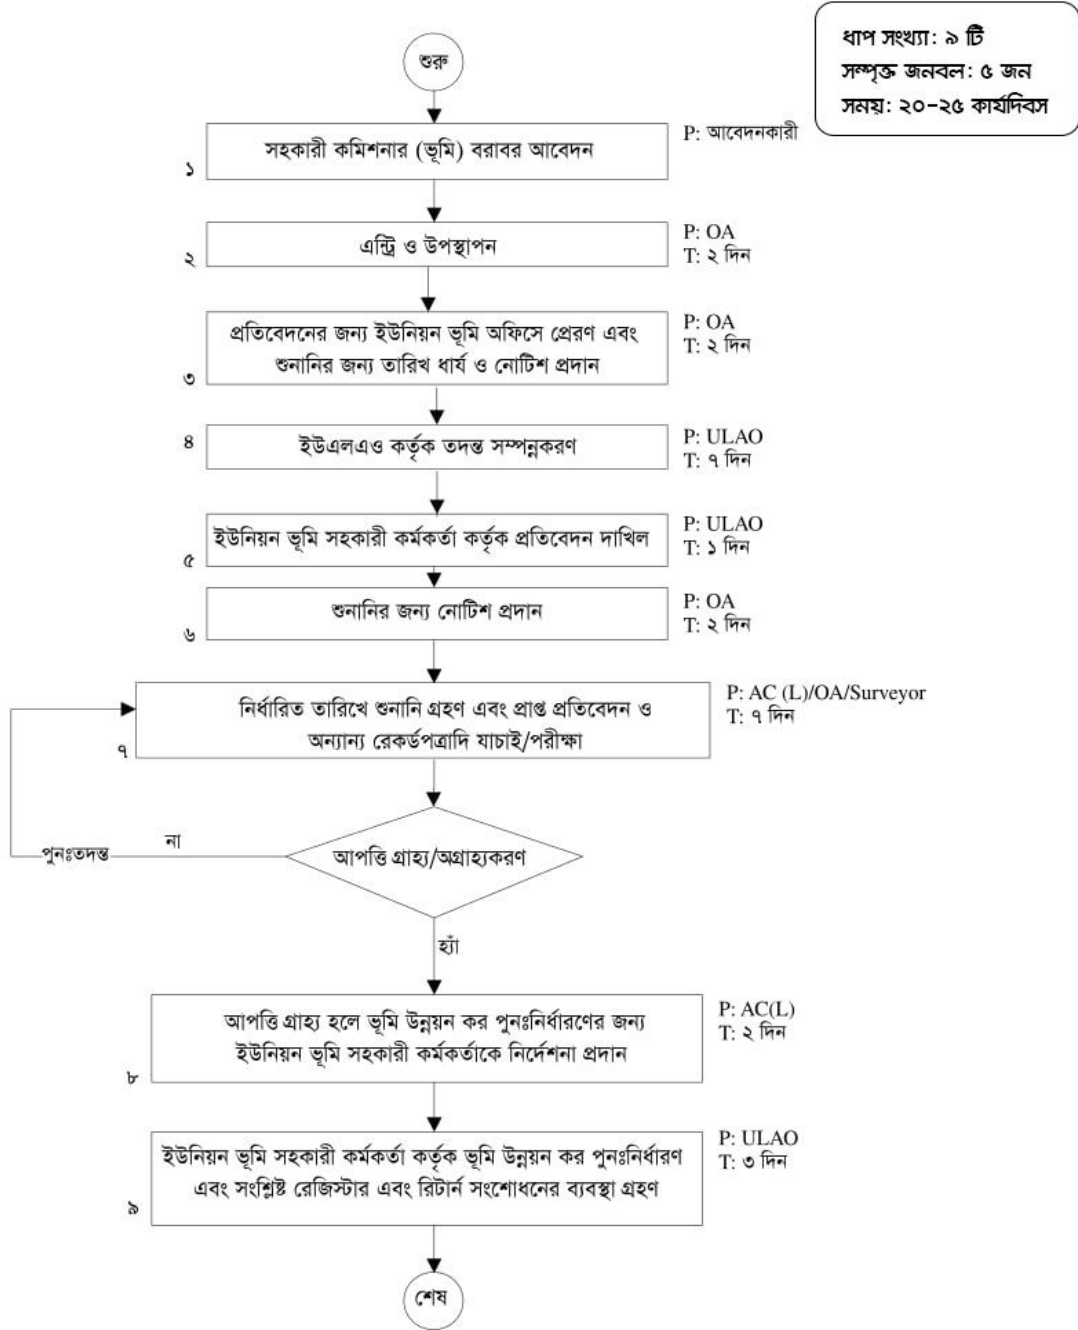 ধাপ সংখ্যা: ৯ টি
সম্পৃক্ত জনবল: ৫ জন
সময়: ২০-২৫ কার্যদিবস
শুরু
P: আবেদনকারী
সহকারী কমিশনার (ভূমি) বরাবর আবেদন
১
P: OA
এন্ট্রি ও উপস্থাপন
T: ২ দিন
২
P: OA
প্রতিবেদনের জন্য ইউনিয়ন ভূমি অফিসে প্রেরণ এবং
T: ২ দিন
শুনানির জন্য তারিখ ধার্য ও নোটিশ প্রদান
৩
৪
P: ULAO
ইউএলএও কর্তৃক তদন্ত সম্পন্নকরণ
T: ৭ দিন
P: ULAO
ইউনিয়ন ভূমি সহকারী কর্মকর্তা কর্তৃক প্রতিবেদন দাখিল
T: ১ দিন
৫
P: OA
শুনানির জন্য নোটিশ প্রদান
T: ২ দিন
৬
P: AC (L)/OA/Surveyor
নির্ধারিত তারিখে শুনানি গ্রহণ এবং প্রাপ্ত প্রতিবেদন ও
T: ৭ দিন
অন্যান্য রেকর্ডপত্রাদি যাচাই/পরীক্ষা
৭
না
পুনঃতদন্ত
আপত্তি গ্রাহ্য/অগ্রাহ্যকরণ
হ্যাঁ
P: AC(L)
আপত্তি গ্রাহ্য হলে ভূমি উন্নয়ন কর পুনঃনির্ধারণের জন্য
T: ২ দিন
ইউনিয়ন ভূমি সহকারী কর্মকর্তাকে নির্দেশনা প্রদান
৮
P: ULAO
ইউনিয়ন ভূমি সহকারী কর্মকর্তা কর্তৃক ভূমি উন্নয়ন কর পুনঃনির্ধারণ
T: ৩ দিন
এবং সংশ্লিষ্ট রেজিস্টার এবং রিটার্ন সংশোধনের ব্যবস্থা গ্রহণ
৯
শেষ